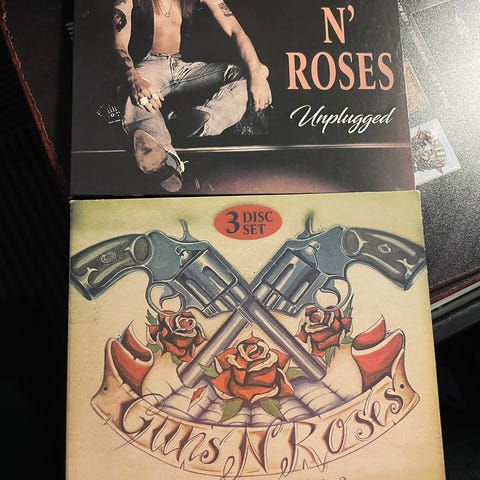 N'
ROSES
Unplugged
3 DISC
SET
Guns N' Roses